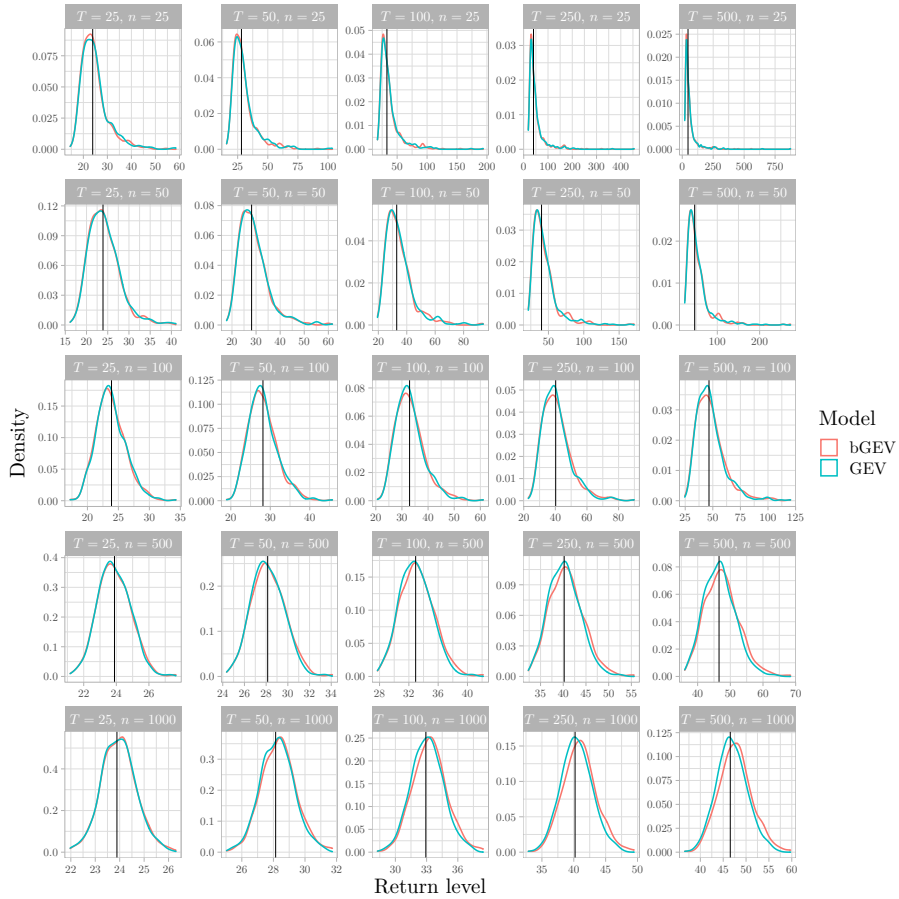 T = 25, n = 25 T = 50, n = 25 T = 100, n = 25 T = 250, n = 25 T = 500, n = 25
0.075 0.050 0.025 0.000
0.06 0.04 0.02 0.00
0.05 0.04 0.03 0.02 0.01 0.00
0.03 0.02 0.01 0.00
0.025 0.020 0.015 0.010 0.005 0.000
20 30 40 50 60 25 50 75 100 50 100 150 200 100 200 300 400 0 200 400 600 800
T = 25, n = 50 T = 50, n = 50 T = 100, n = 50 T = 250, n = 50 T = 500, n = 50
0.12 0.09 0.06 0.03 0.00
0.08 0.06 0.04 0.02 0.00
0.04 0.02 0.00
0.03 0.02 0.01 0.00
0.02 0.01 0.00
15 20 25 30 35 40 20 30 40 50 60 20 40 60 80 50 100 150 100 200
T = 25, n = 100 T = 50, n = 100 T = 100, n = 100 T = 250, n = 100 T = 500, n = 100
0.15 0.10 0.05 0.00
0.125 0.100 0.075 0.050 0.025 0.000
0.08 0.06 0.04 0.02 0.00
0.05 0.04 0.03 0.02 0.01 0.00
0.03 0.02 0.01 0.00
20 25 30 35 20 30 40 20 30 40 50 60 20 40 60 80 25 50 75 100 125
Density
Model
bGEV
GEV
T = 25, n = 500 T = 50, n = 500 T = 100, n = 500 T = 250, n = 500 T = 500, n = 500
0.4 0.3 0.2 0.1 0.0
0.2 0.1 0.0
0.15 0.10 0.05 0.00
0.09 0.06 0.03 0.00
0.075 0.050 0.025 0.000
22 24 26 24 26 28 30 32 34 28 32 36 40 35 40 45 50 55 40 50 60 70
T = 25, n = 1000 T = 50, n = 1000 T = 100, n = 1000 T = 250, n = 1000 T = 500, n = 1000
0.4 0.2 0.0
0.3 0.2 0.1 0.0
0.25 0.20 0.15 0.10 0.05 0.00
0.15 0.10 0.05 0.00
0.125 0.100 0.075 0.050 0.025 0.000
22 23 24 25 26 26 28 30 32 30 33 36 35 40 45 50 40 45 50 55 60
Return level